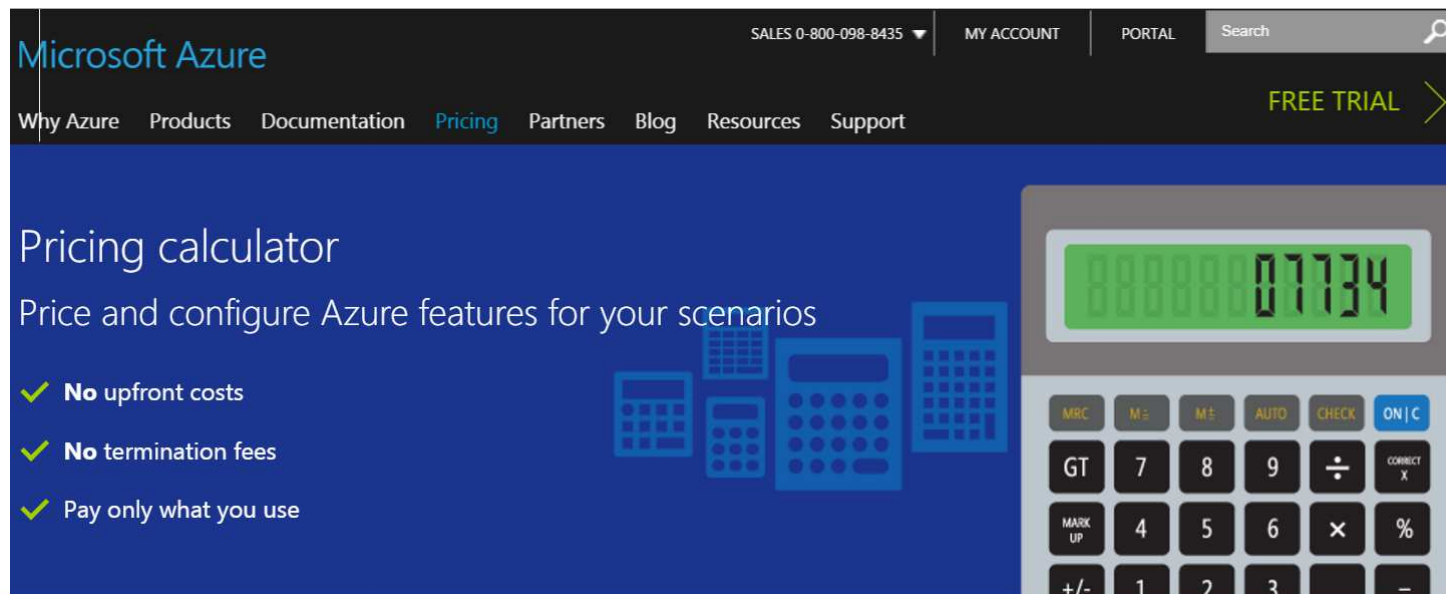 SALES 0-800-098-8435
MY ACCOUNT
PORTAL
Search
Microsoft Azure
FREE TRIAL
Why Azure Products Documentation Pricing Partners Blog Resources Support
Pricing calculator
Price and configure Azure features for your scenarios
No upfront costs
No termination fees
Pay only what you use
07734
MRC M= M± AUTO CHECK ON|C
GT 7 8 9 ÷ CORRECT X
MARK UP 4 5 6 × %
+/- 1 2 3 −